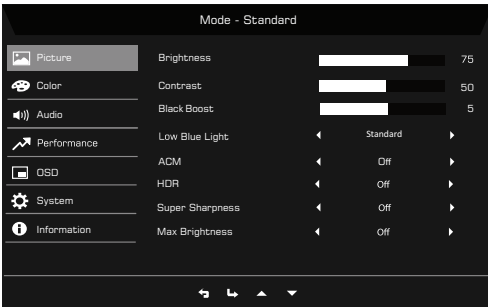 Mode - Standard
Picture
Color
Audio
Performance
OSD
System
Information
Brightness 75
Contrast 50
Black Boost 5
Low Blue Light Standard
ACM Off
HDR Off
Super Sharpness Off
Max Brightness Off